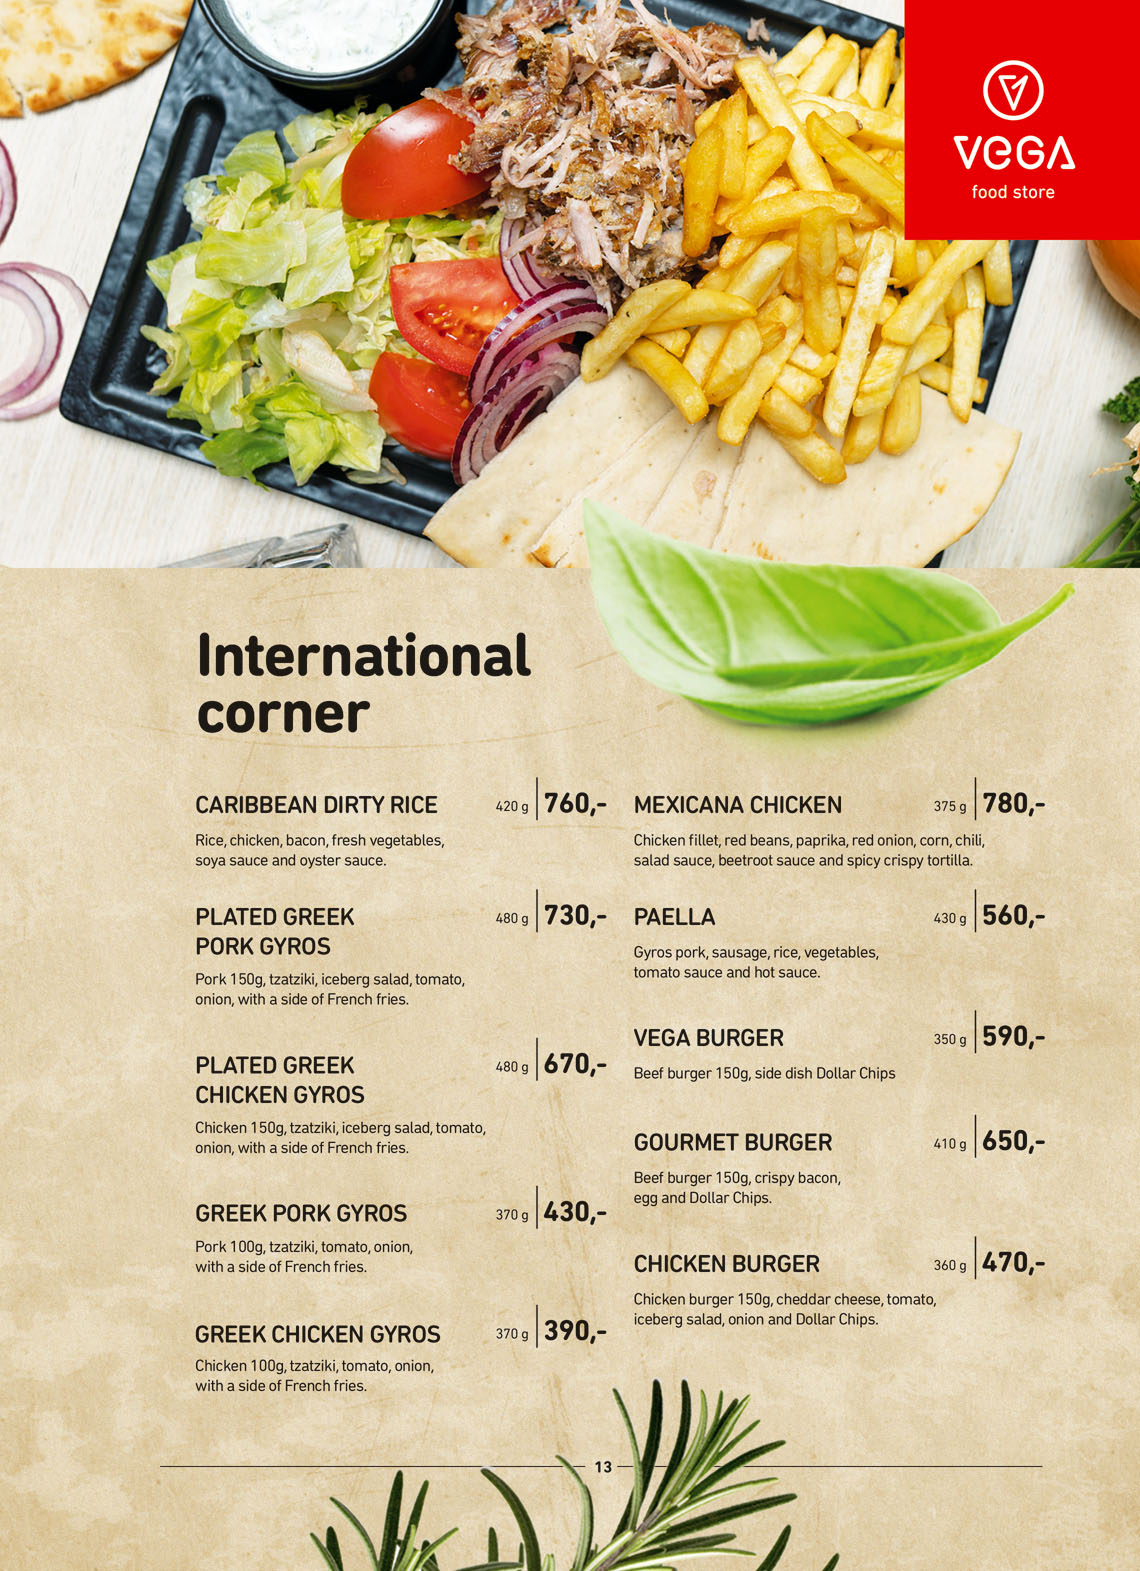 VEGA
food store
International
corner
CARIBBEAN DIRTY RICE 420 g 760,-
Rice, chicken, bacon, fresh vegetables,
soya sauce and oyster sauce.
PLATED GREEK 480 g 730,-
PORK GYROS
Pork 150g, tzatziki, iceberg salad, tomato,
onion, with a side of French fries.
PLATED GREEK 480 g 670,-
CHICKEN GYROS
Chicken 150g, tzatziki, iceberg salad, tomato,
onion, with a side of French fries.
GREEK PORK GYROS 370 g 430,-
Pork 100g, tzatziki, tomato, onion,
with a side of French fries.
GREEK CHICKEN GYROS 370 g 390,-
Chicken 100g, tzatziki, tomato, onion,
with a side of French fries.
MEXICANA CHICKEN 375 g 780,-
Chicken fillet, red beans, paprika, red onion, corn, chili,
salad sauce, beetroot sauce and spicy crispy tortilla.
PAELLA 430 g 560,-
Gyros pork, sausage, rice, vegetables,
tomato sauce and hot sauce.
VEGA BURGER 350 g 590,-
Beef burger 150g, side dish Dollar Chips
GOURMET BURGER 410 g 650,-
Beef burger 150g, crispy bacon,
egg and Dollar Chips.
CHICKEN BURGER 360 g 470,-
Chicken burger 150g, cheddar cheese, tomato,
iceberg salad, onion and Dollar Chips.
13